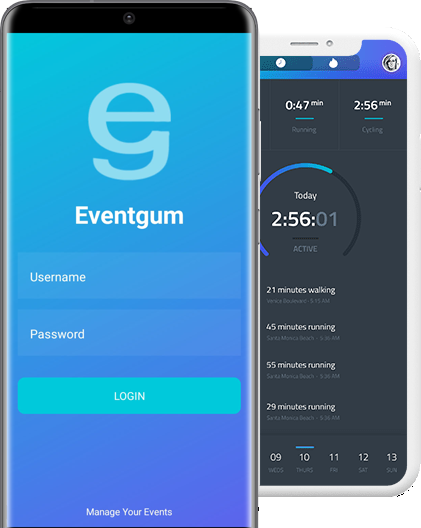 eg
Eventgum
Username
Password
LOGIN
Manage Your Events
0:47 min
2:56 min
Running
Cycling
Today
2:56:01
ACTIVE
21 minutes walking
45 minutes running
Santa Monica Beach - 5:36 AM
55 minutes running
Santa Monica Beach - 5:36 AM
29 minutes running
Santa Monica Beach - 5:36 AM
09 10 11 12 13
WEDS THURS FRI SAT SUN